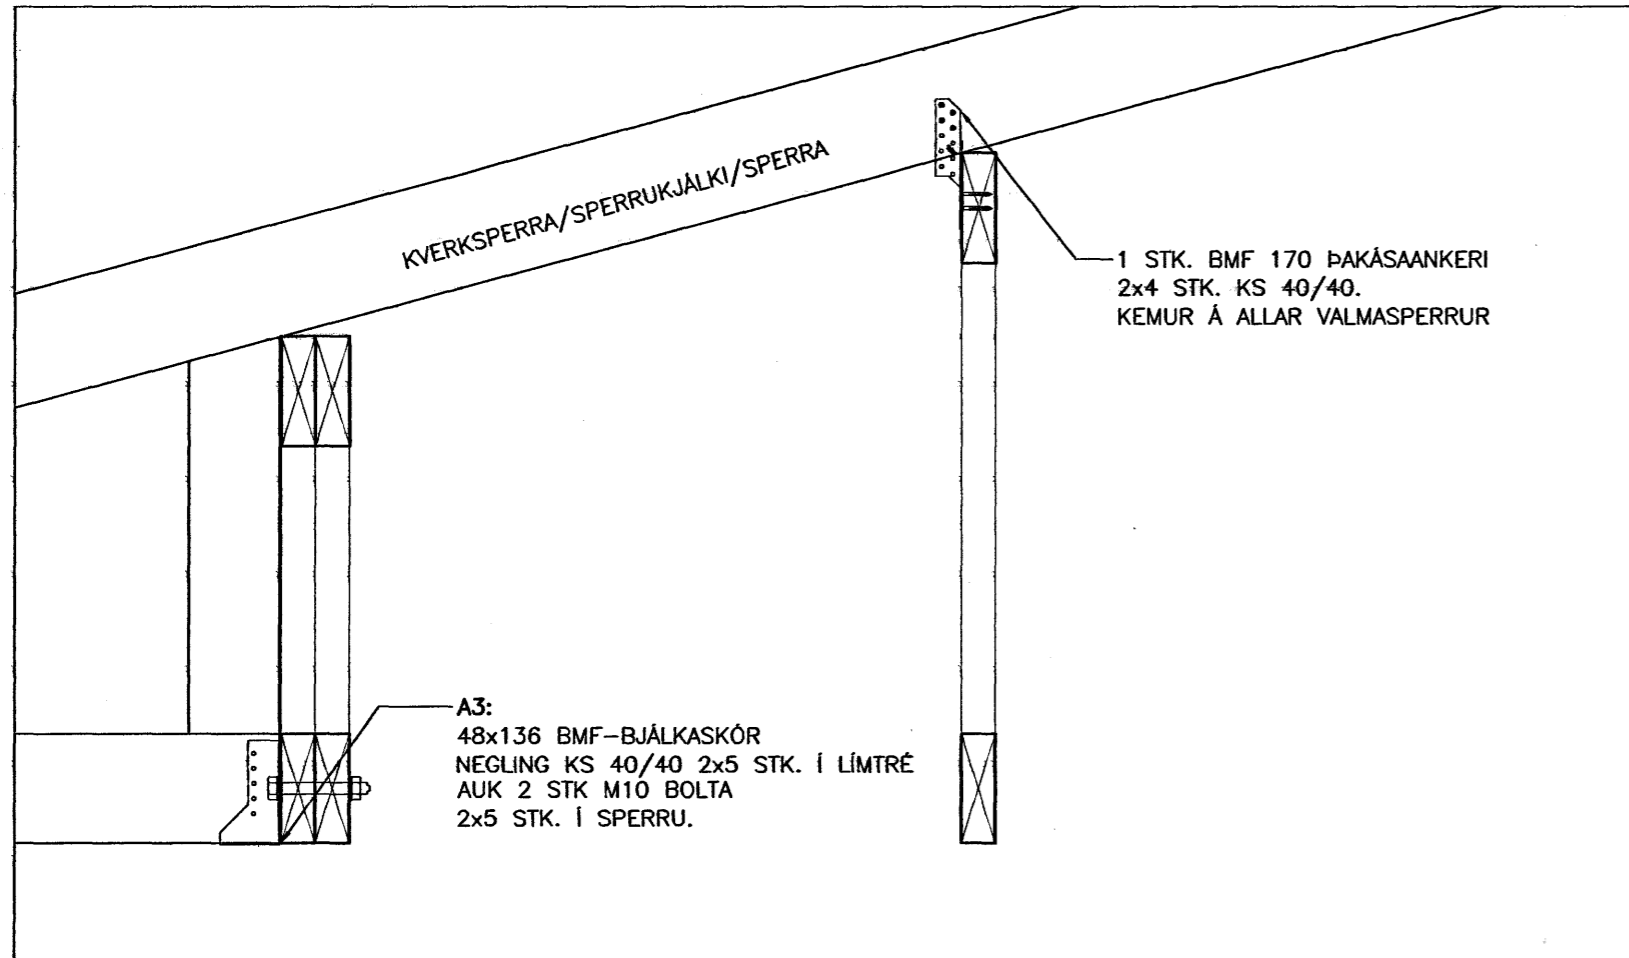 KVERKSPERRA/SPERRUKJÁLKI/SPERRA
1 STK. BMF 170 ÞAKÁSAANKERI
2x4 STK. KS 40/40.
KEMUR Á ALLAR VALMASPERRUR
A3:
48x136 BMF-BJÁLKASKÓR
NEGLING KS 40/40 2x5 STK. Í LÍMTRÉ
AUK 2 STK M10 BOLTA
2x5 STK. Í SPERRU.